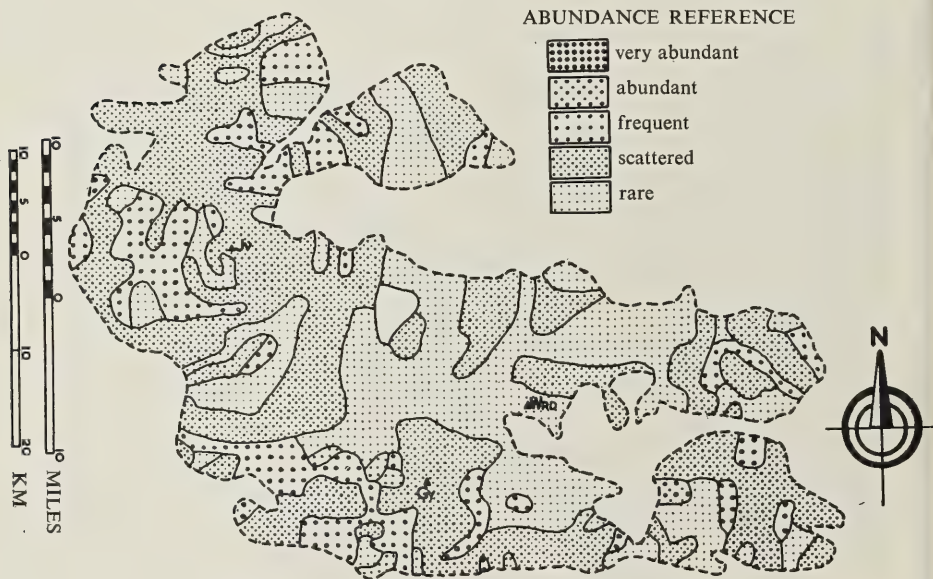 ABUNDANCE REFERENCE
very abundant
abundant
frequent
scattered
rare
N
10
5
0
10
20
KM
10
5
0
10
MILES
Gy